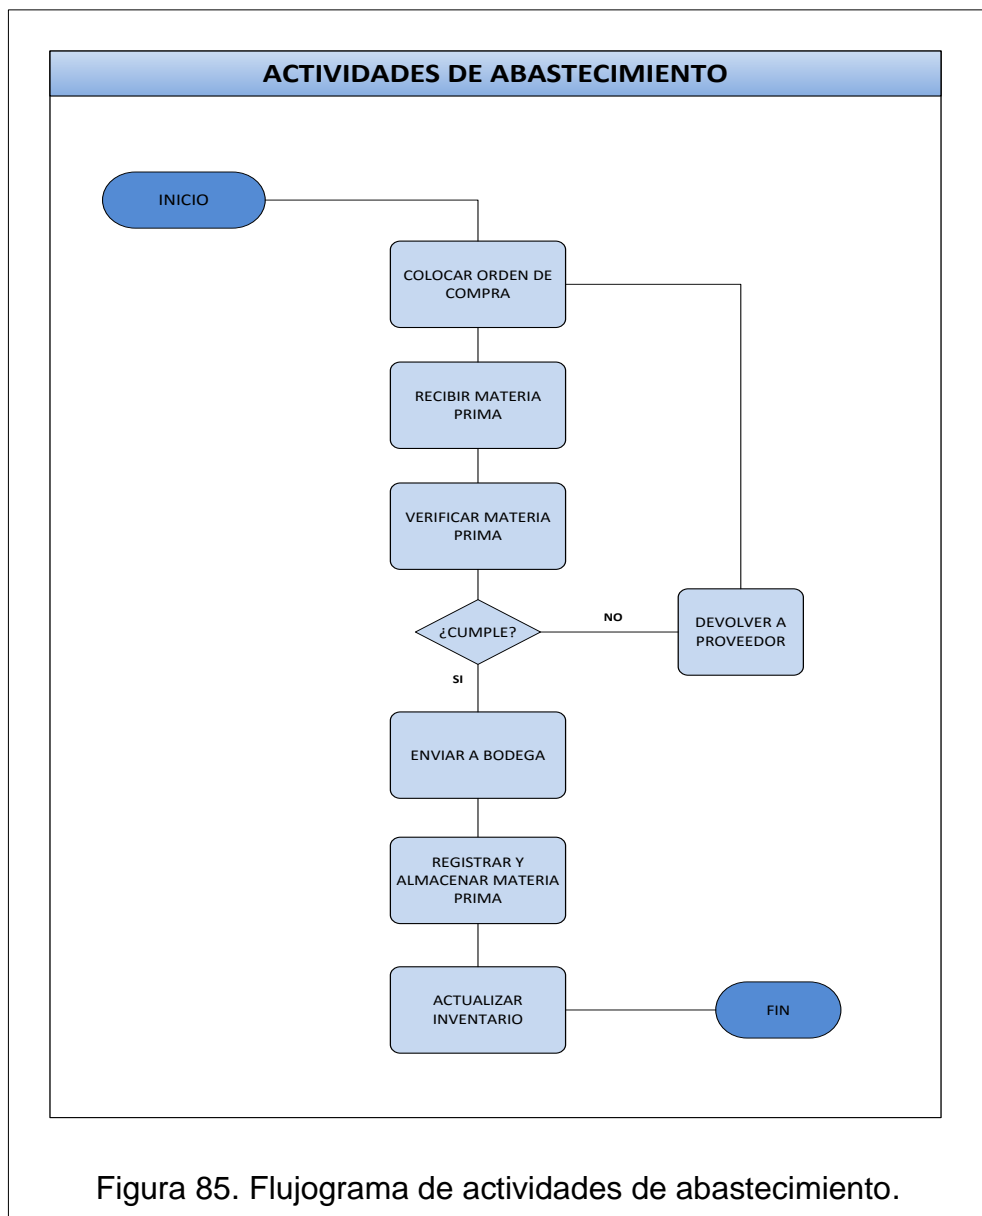 ACTIVIDADES DE ABASTECIMIENTO
INICIO
COLOCAR ORDEN DE
COMPRA
RECIBIR MATERIA
PRIMA
VERIFICAR MATERIA
PRIMA
¿CUMPLE?
NO
DEVOLVER A
PROVEEDOR
SI
ENVIAR A BODEGA
REGISTRAR Y
ALMACENAR MATERIA
PRIMA
ACTUALIZAR
INVENTARIO
FIN
Figura 85. Flujograma de actividades de abastecimiento.